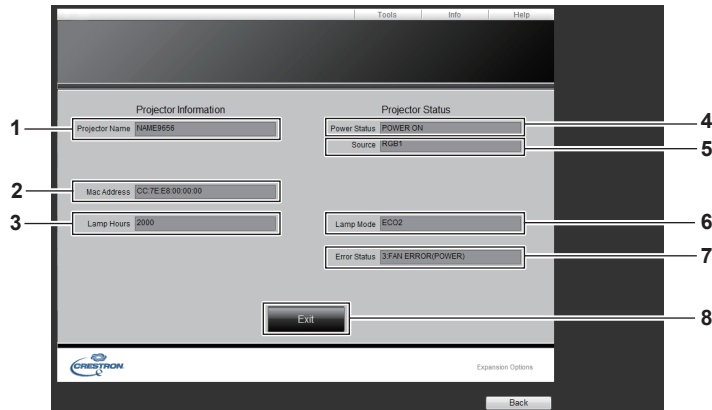 Tools Info Help
Projector Information Projector Status
1 Projector Name NAME9656 Power Status POWER ON 4
Source RGB1 5
2 Mac Address CC:7E:E8:00:00:00
3 Lamp Hours 2000 Lamp Mode ECO2 6
Error Status 3:FAN ERROR(POWER) 7
Exit 8
CRESTRON Expansion Options
Back